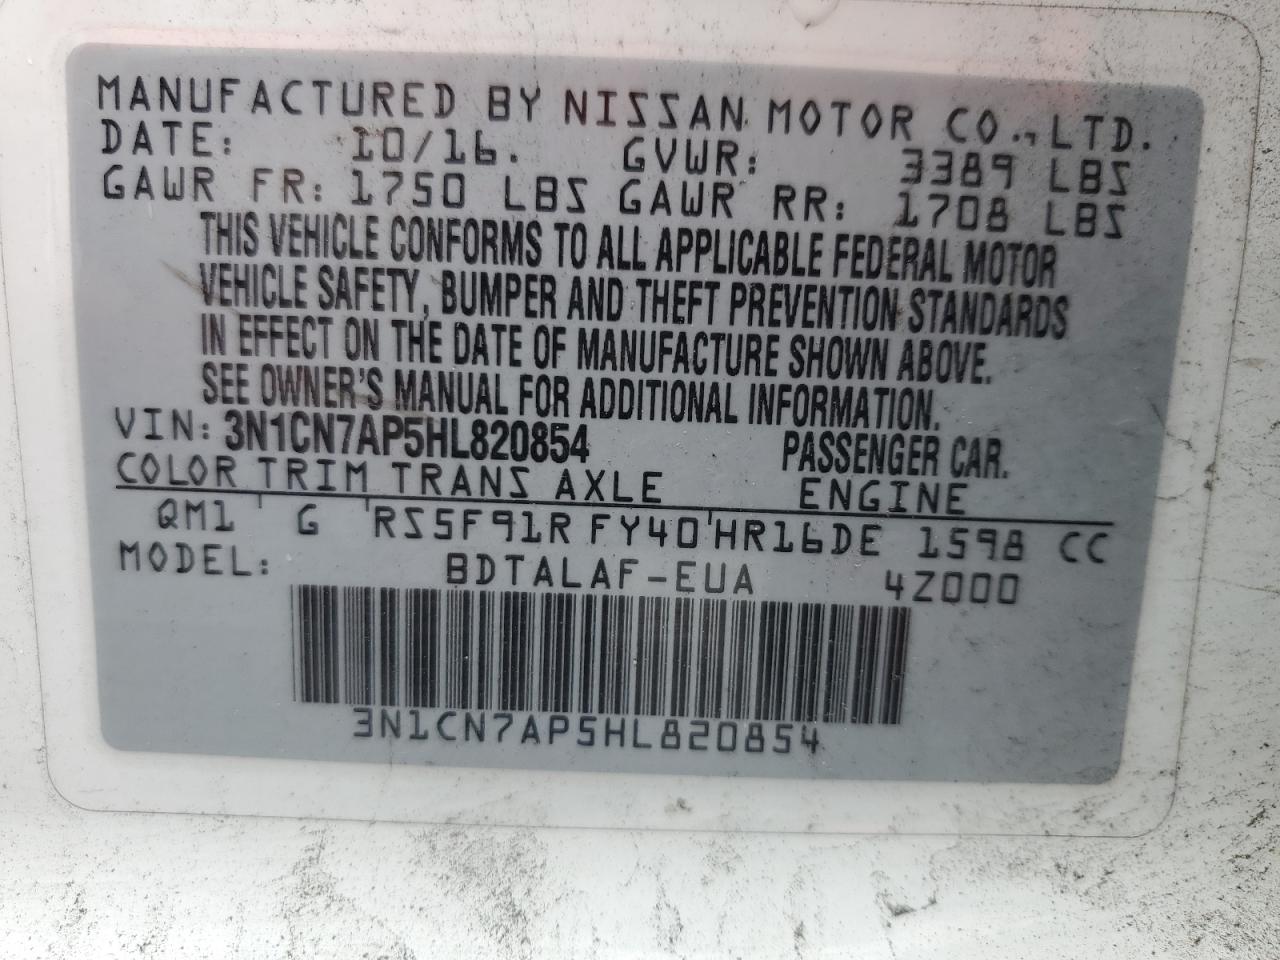 MANUFACTURED BY NISSAN MOTOR CO., LTD.
DATE: 10/16. GVWR: 3389 LBS
GAWR FR: 1750 LBS GAWR RR: 1708 LBS
THIS VEHICLE CONFORMS TO ALL APPLICABLE FEDERAL MOTOR
VEHICLE SAFETY, BUMPER AND THEFT PREVENTION STANDARDS
IN EFFECT ON THE DATE OF MANUFACTURE SHOWN ABOVE.
SEE OWNER'S MANUAL FOR ADDITIONAL INFORMATION.
VIN: 3N1CN7AP5HL820854 PASSENGER CAR.
COLOR TRIM TRANS AXLE ENGINE
QM1 ' G 'RS5F91R FY40'HR16DE 1598 CC
MODEL: BDTALAF-EUA 4Z000
3N1CN7AP5HL820854